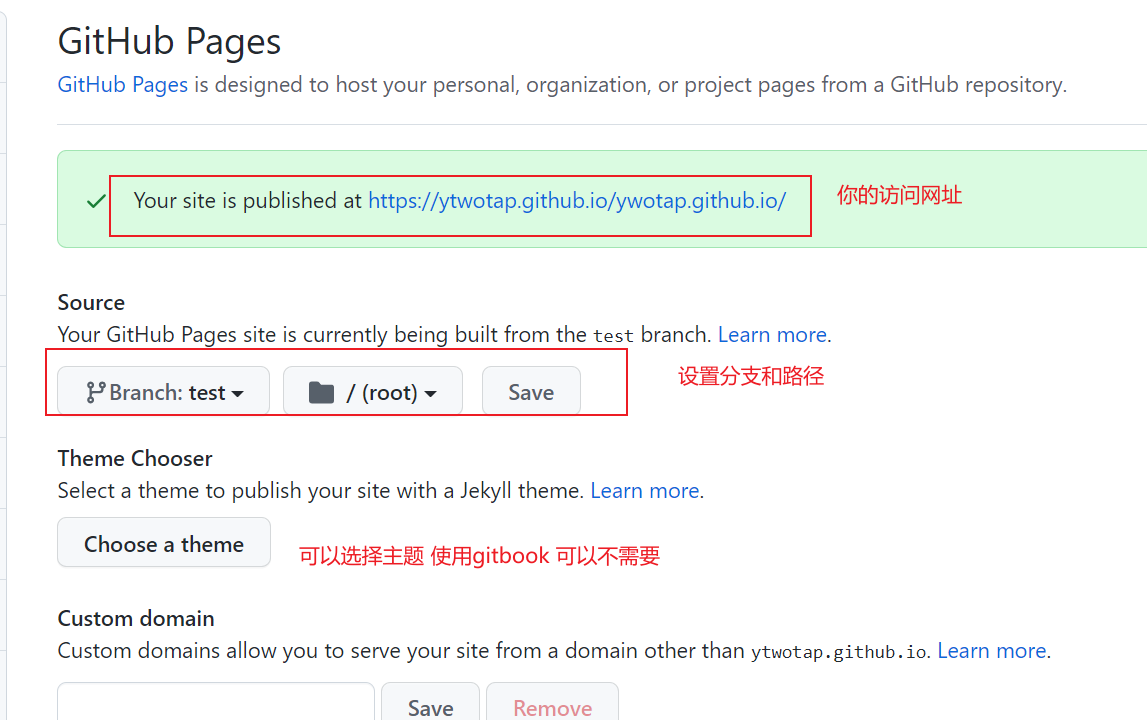 GitHub Pages
GitHub Pages is designed to host your personal, organization, or project pages from a GitHub repository.
Your site is published at https://ytwotap.github.io/ywotap.github.io/
你的访问网址
Source
Your GitHub Pages site is currently being built from the test branch. Learn more.
设置分支和路径
Branch: test
/ (root)
Save
Theme Chooser
Select a theme to publish your site with a Jekyll theme. Learn more.
Choose a theme
可以选择主题 使用gitbook 可以不需要
Custom domain
Custom domains allow you to serve your site from a domain other than ytwotap.github.io. Learn more.
Save
Remove